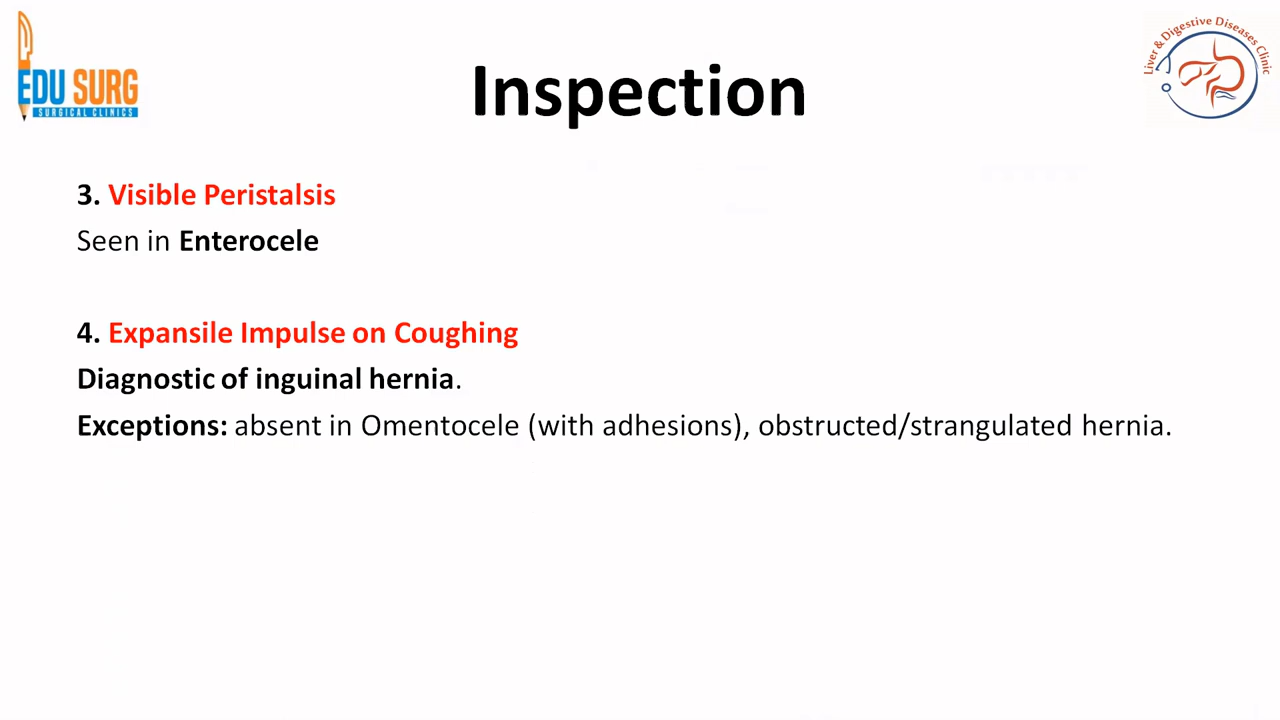 EDU SURG
SURGICAL CLINICS
Liver & Digestive Diseases Clinic
Inspection
3. Visible Peristalsis
Seen in Enterocele
4. Expansile Impulse on Coughing
Diagnostic of inguinal hernia.
Exceptions: absent in Omentocele (with adhesions), obstructed/strangulated hernia.